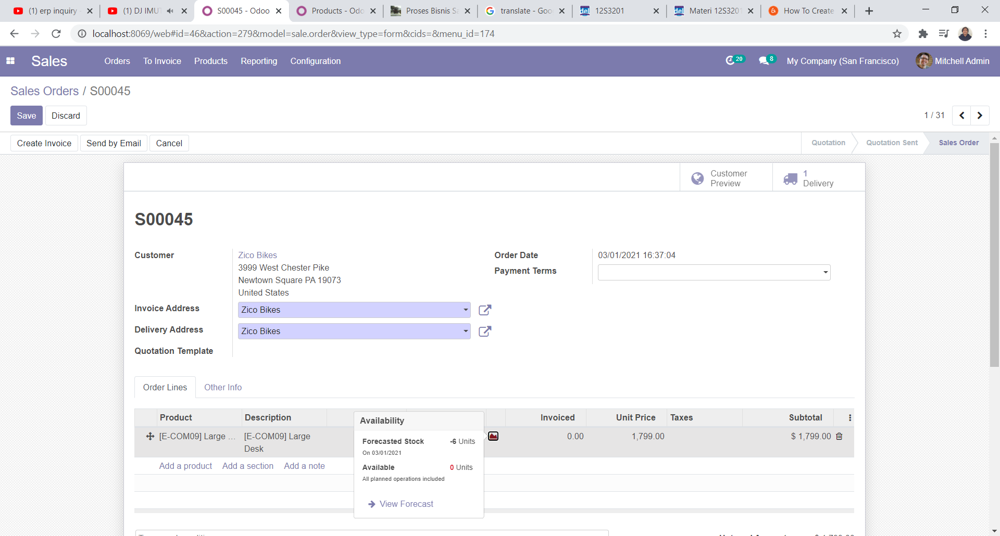 (1) erp inquiry
(1) DJ IMU
S00045 - Odoo
Products - Odo
Proses Bisnis Sa
translate - Goo
12S3201
Materi 12S3201
How To Create
localhost:8069/web#id=46&action=279&model=sale.order&view_type=form&cids=&menu_id=174
Sales
Orders
To Invoice
Products
Reporting
Configuration
20
8
My Company (San Francisco)
Mitchell Admin
Sales Orders / S00045
Save
Discard
1 / 31
Create Invoice
Send by Email
Cancel
Quotation
Quotation Sent
Sales Order
Customer
Preview
1
Delivery
S00045
Customer
Zico Bikes
3999 West Chester Pike
Newtown Square PA 19073
United States
Order Date
03/01/2021 16:37:04
Payment Terms
Invoice Address
Zico Bikes
Delivery Address
Zico Bikes
Quotation Template
Order Lines
Other Info
Product
Description
Invoiced
Unit Price
Taxes
Subtotal
[E-COM09] Large ...
[E-COM09] Large
Desk
0.00
1,799.00
$ 1,799.00
Add a product
Add a section
Add a note
Availability
Forecasted Stock
-6 Units
On 03/01/2021
Available
0 Units
All planned operations included
View Forecast